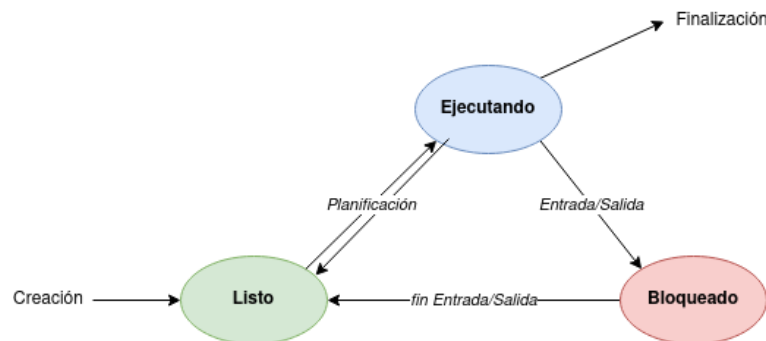 Finalización
Ejecutando
Planificación
Entrada/Salida
Creación
Listo
fin Entrada/Salida
Bloqueado